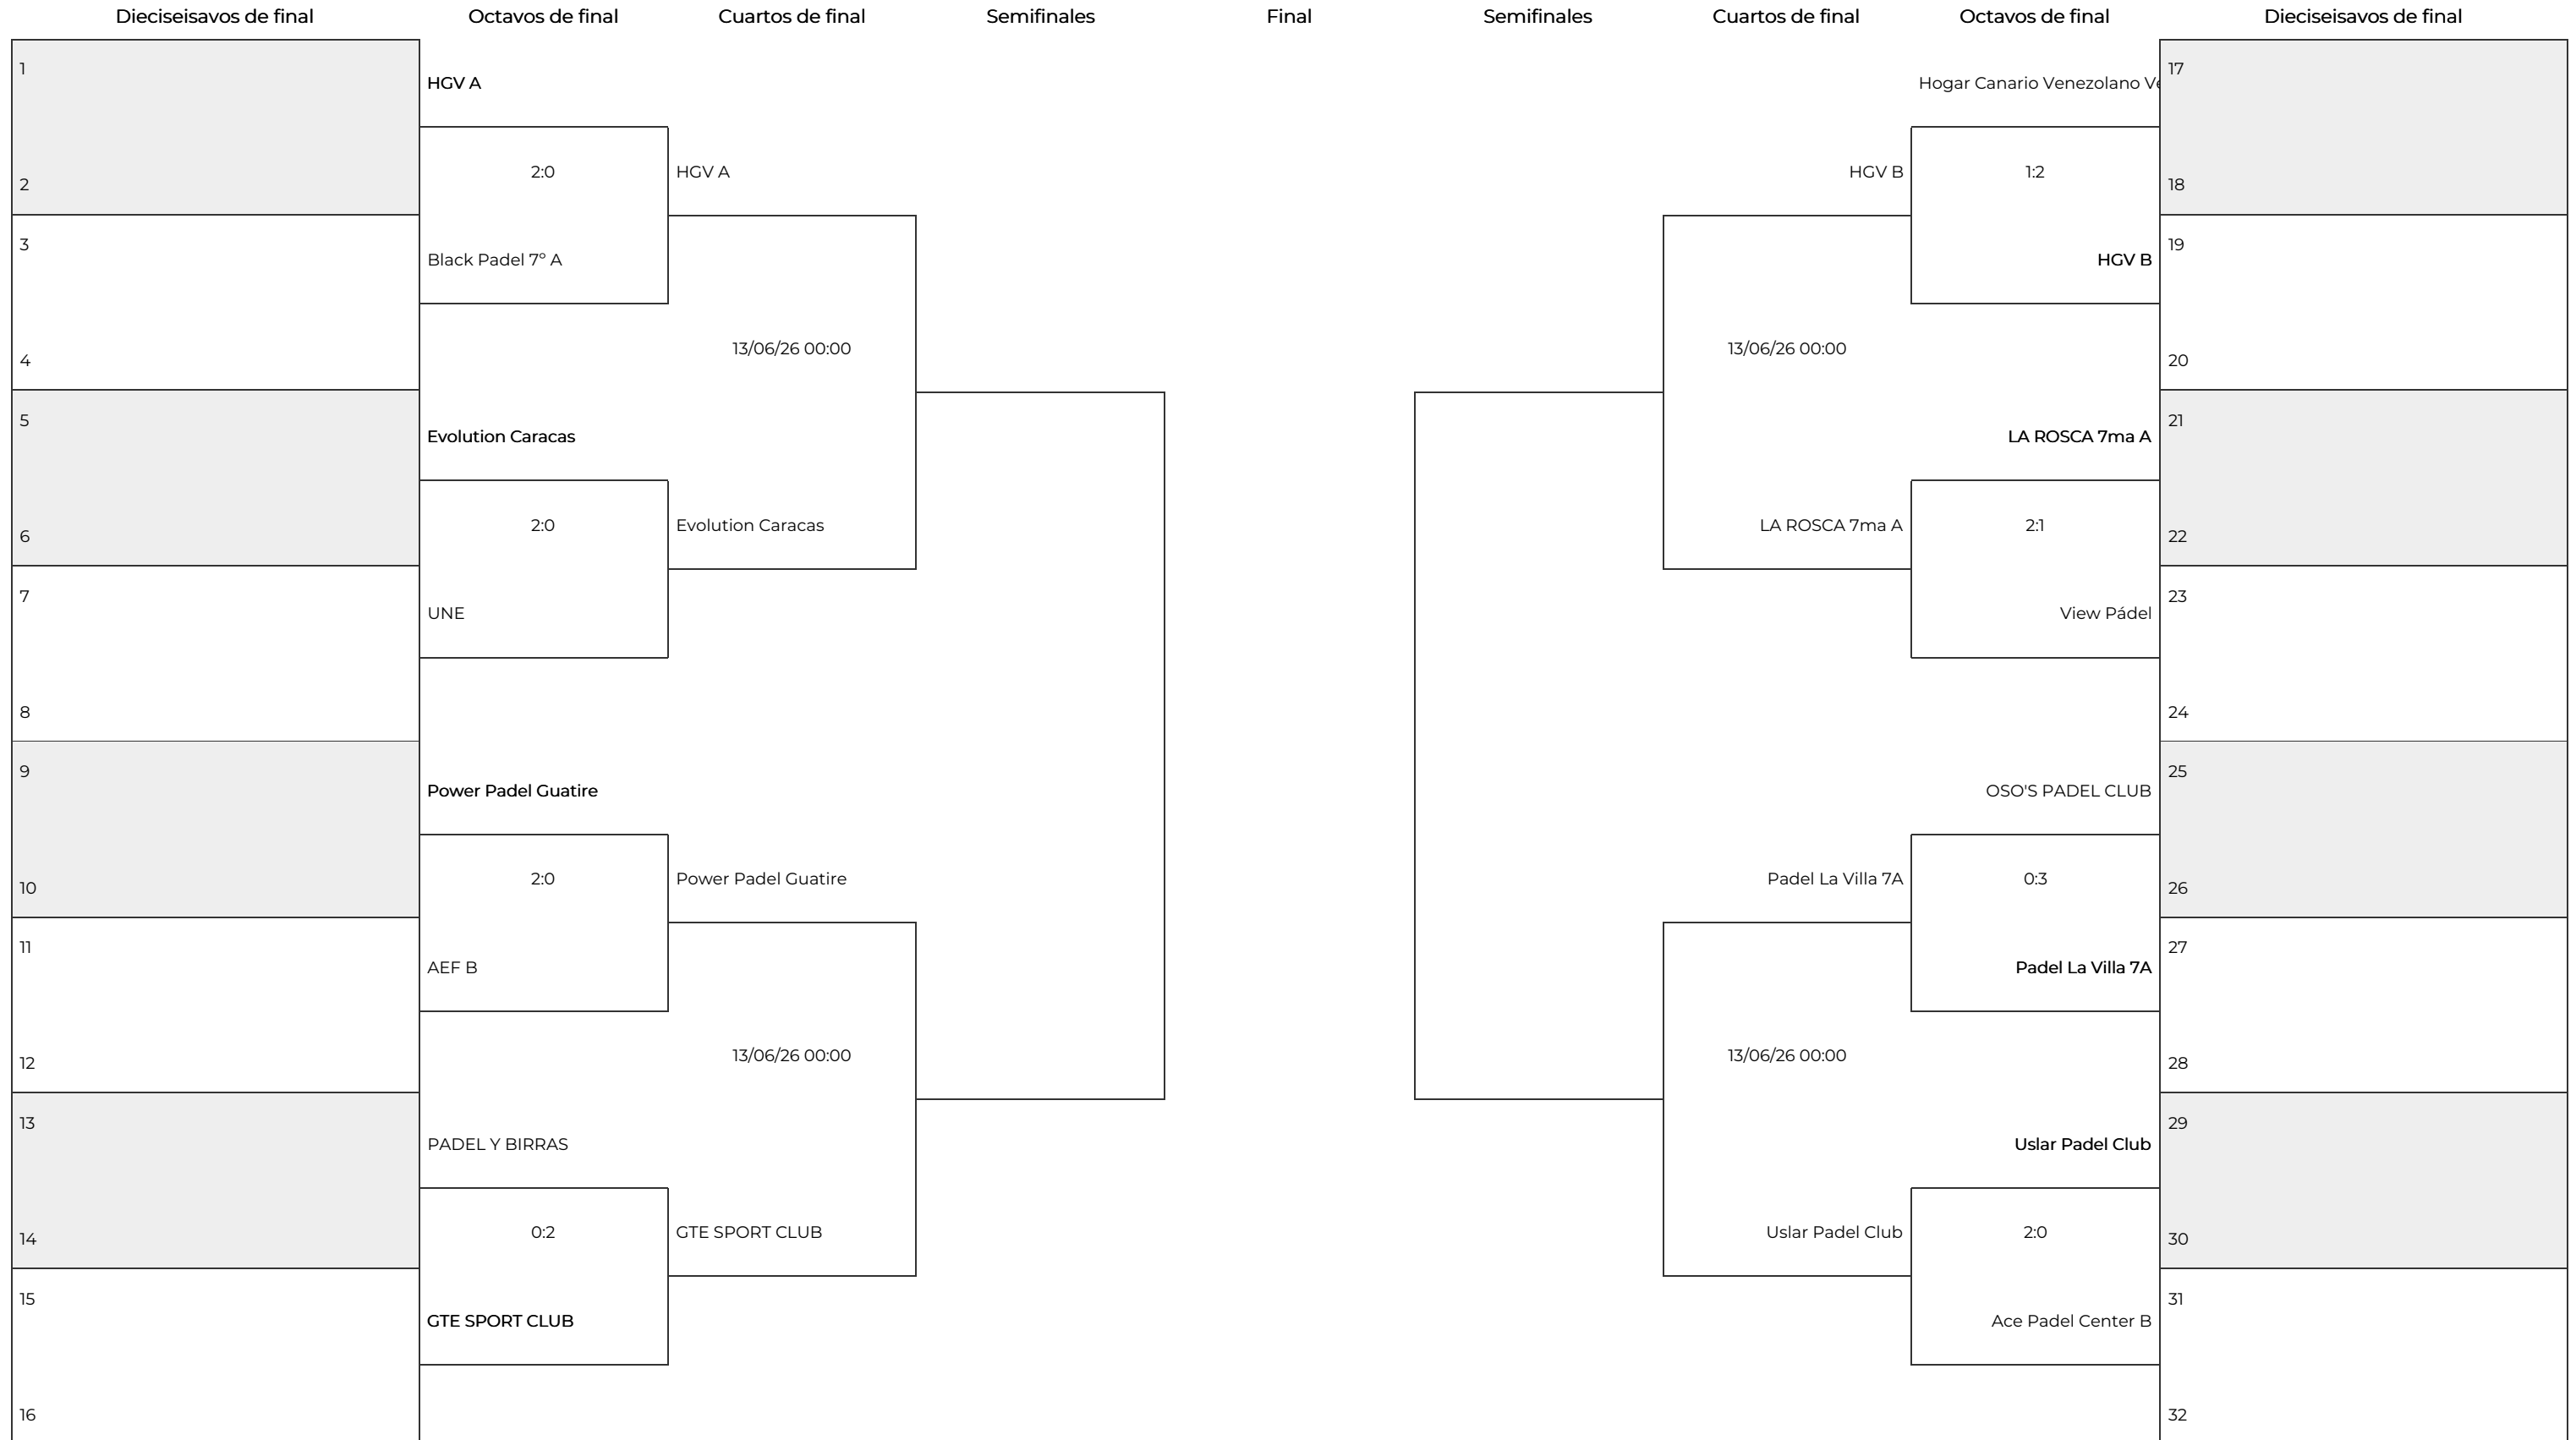 Dieciseisavos de final
Octavos de final
Cuartos de final
Semifinales
Final
Semifinales
Cuartos de final
Octavos de final
Dieciseisavos de final
1
HGV A
Hogar Canario Venezolano Ve
17
2
2:0
HGV A
HGV B
1:2
18
3
Black Padel 7º A
HGV B
19
4
13/06/26 00:00
13/06/26 00:00
20
5
Evolution Caracas
LA ROSCA 7ma A
21
6
2:0
Evolution Caracas
LA ROSCA 7ma A
2:1
22
7
UNE
View Pádel
23
8
24
9
Power Padel Guatire
OSO'S PADEL CLUB
25
10
2:0
Power Padel Guatire
Padel La Villa 7A
0:3
26
11
AEF B
Padel La Villa 7A
27
12
13/06/26 00:00
13/06/26 00:00
28
13
PADEL Y BIRRAS
Uslar Padel Club
29
14
0:2
GTE SPORT CLUB
Uslar Padel Club
2:0
30
15
GTE SPORT CLUB
Ace Padel Center B
31
16
32